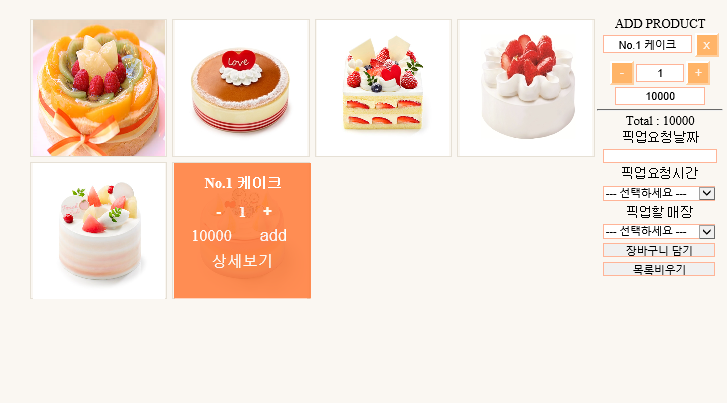 love
No.1 케이크
- 1 +
10000 add
상세보기
ADD PRODUCT
No.1 케이크 x
- 1 +
10000
Total : 10000
픽업요청날짜
픽업요청시간
--- 선택하세요 ---
픽업할 매장
--- 선택하세요 ---
장바구니 담기
목록비우기